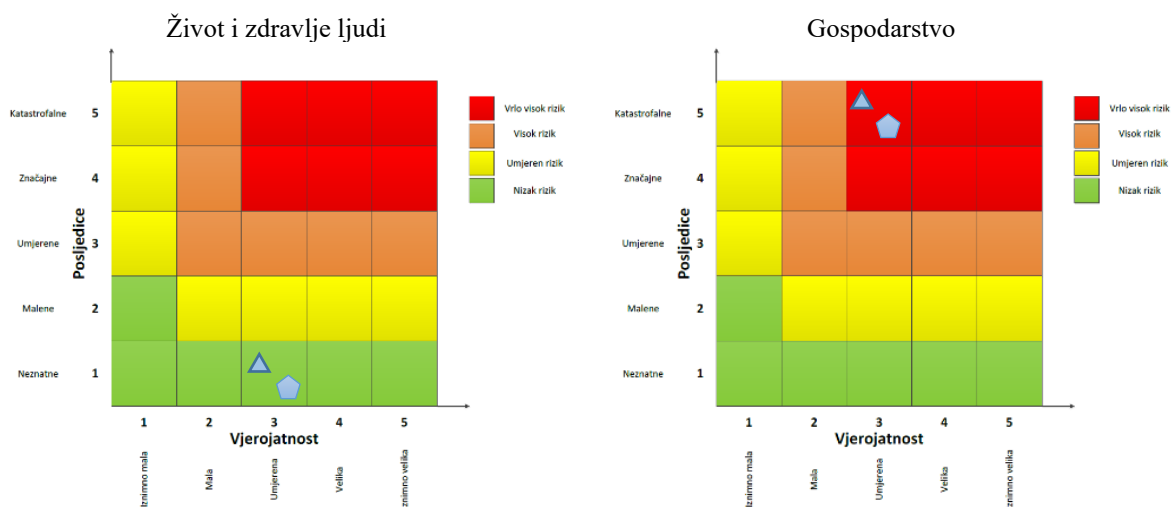 Život i zdravlje ljudi
Katastrofalne 5
Značajne 4
Umjerene 3
Malene 2
Neznatne 1
Posljedice
1 2 3 4 5
Vjerojatnost
Iznimno mala
Mala
Umjerena
Velika
znimno velika
Vrlo visok rizik
Visok rizik
Umjeren rizik
Nizak rizik
Gospodarstvo
Katastrofalne 5
Značajne 4
Umjerene 3
Malene 2
Neznatne 1
Posljedice
1 2 3 4 5
Vjerojatnost
Iznimno mala
Mala
Umjerena
Velika
znimno velika
Vrlo visok rizik
Visok rizik
Umjeren rizik
Nizak rizik